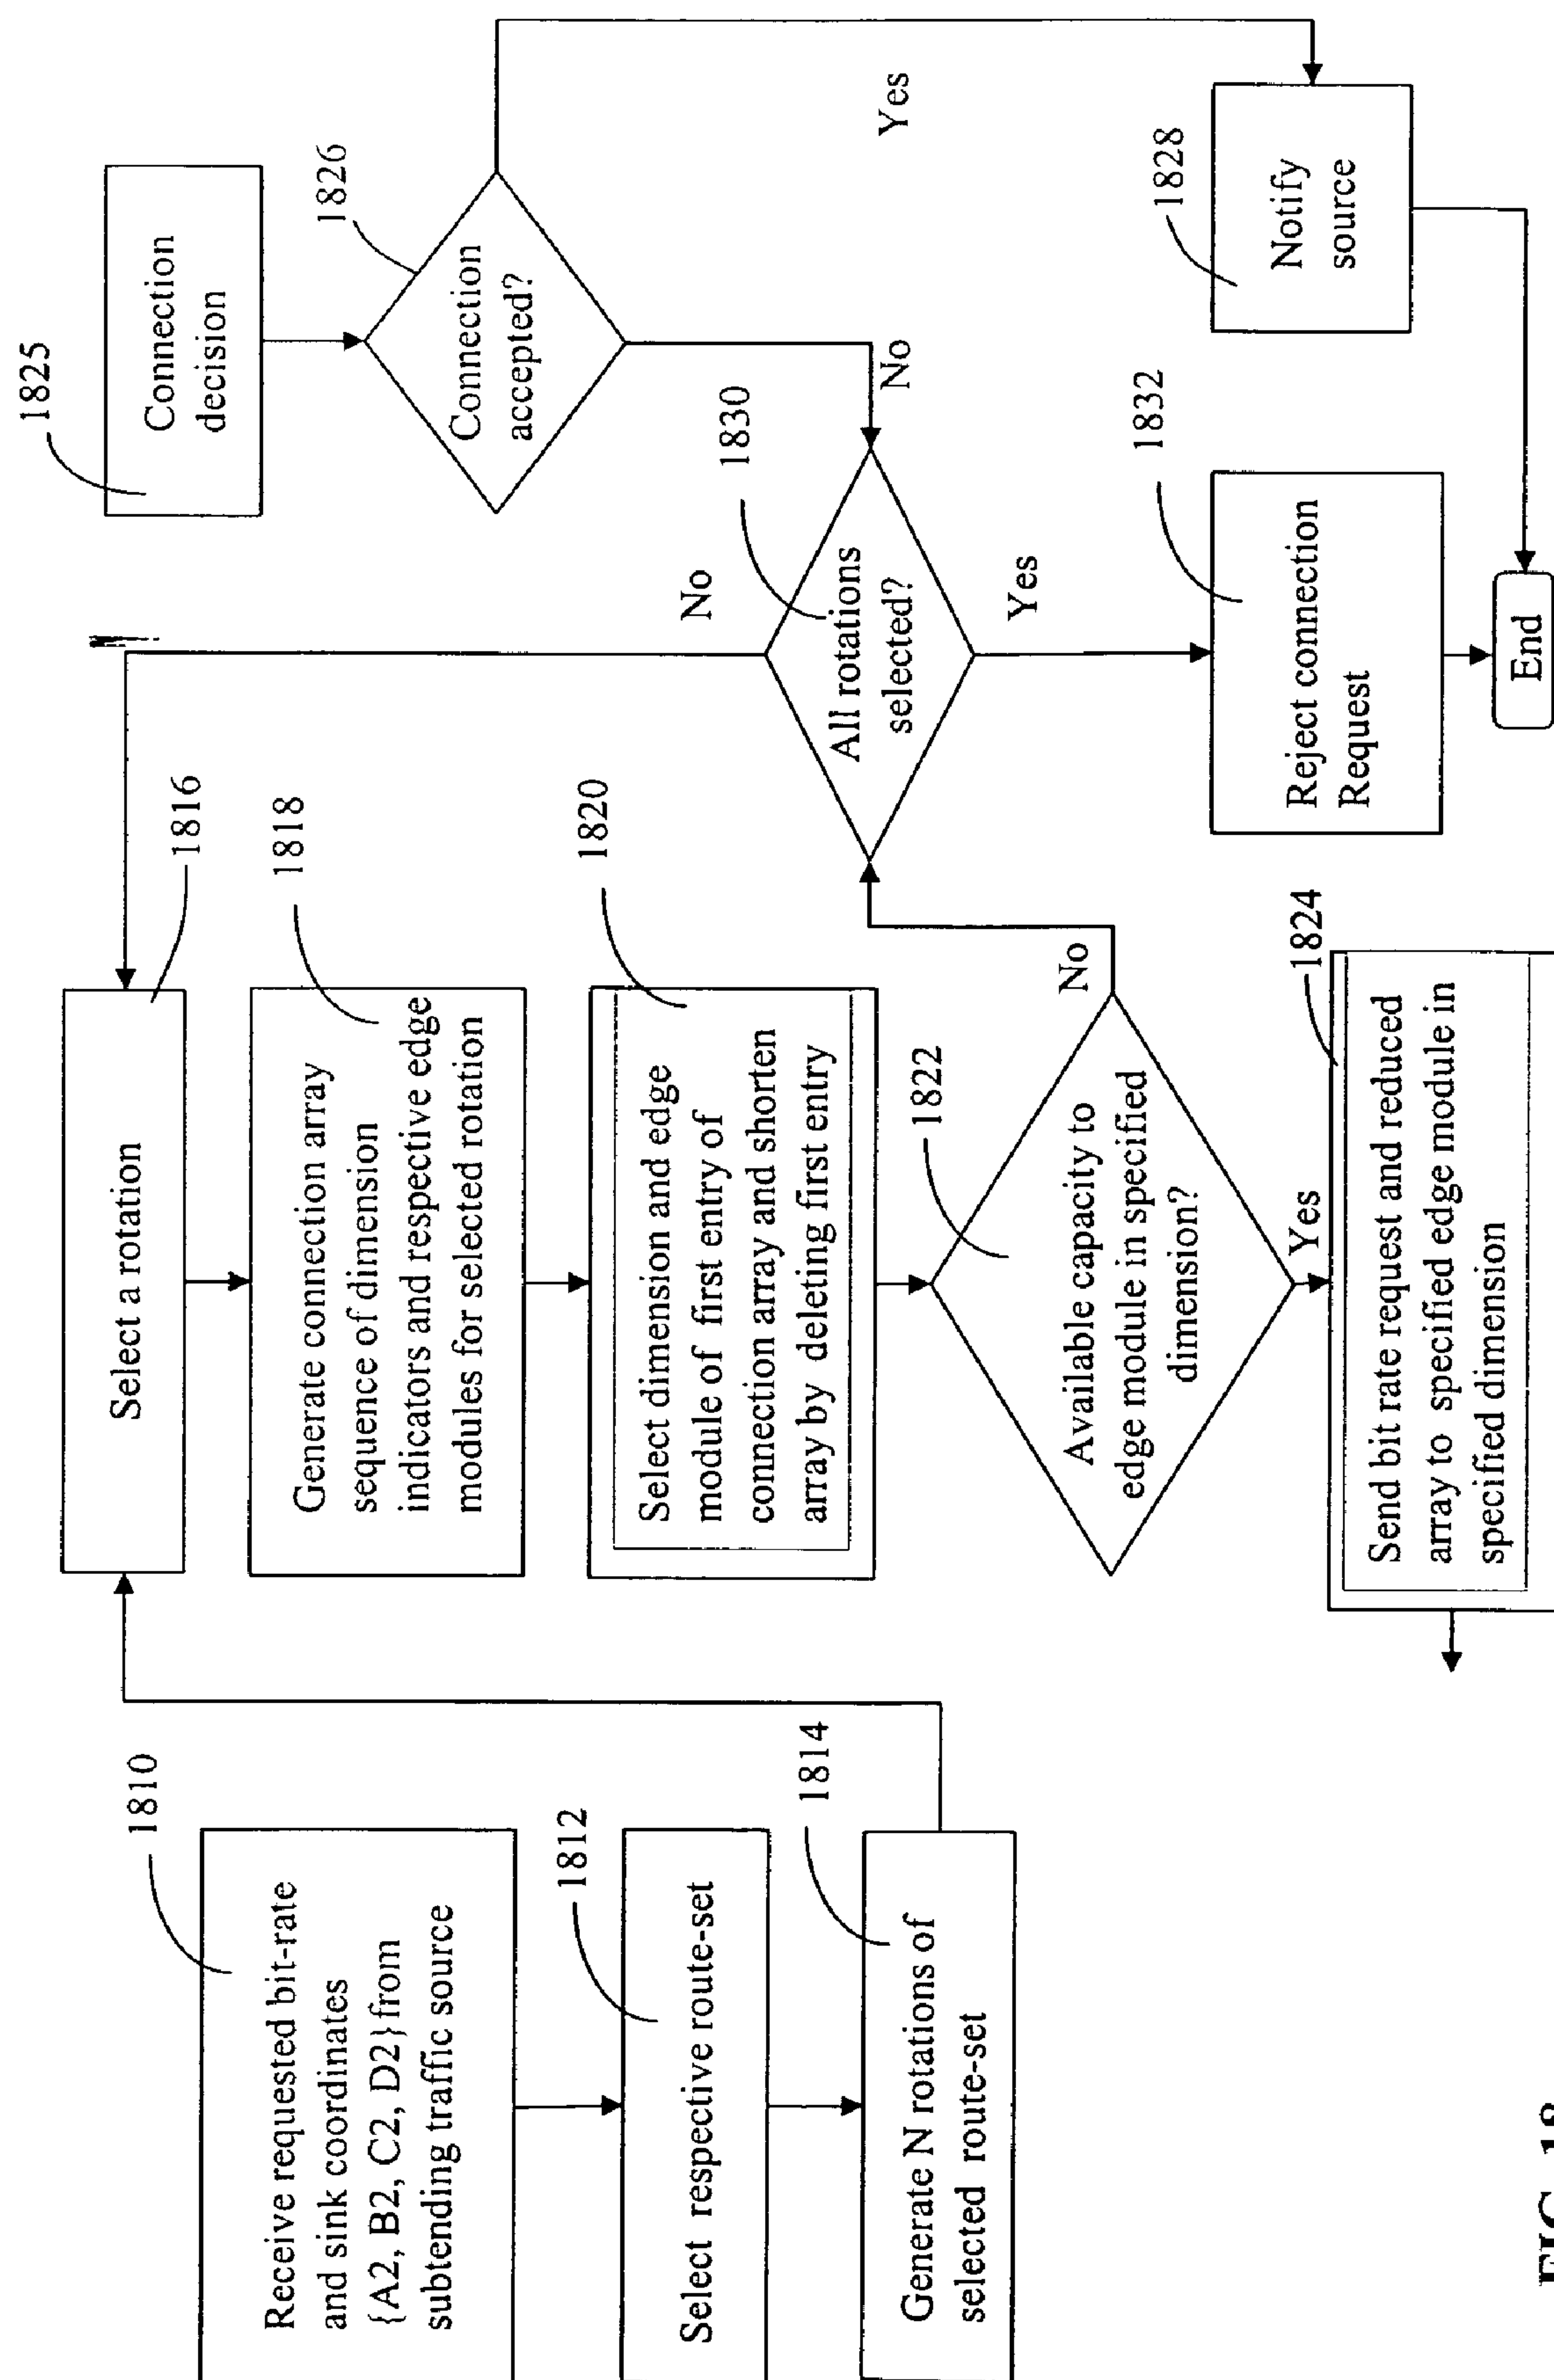 1810
Receive requested bit-rate
and sink coordinates
{A2, B2, C2, D2}from
subtending traffic source
1812
Select respective route-set
1814
Generate N rotations of
selected route-set
Select a rotation
1816
Generate connection array
sequence of dimension
indicators and respective edge
modules for selected rotation
1818
Select dimension and edge
module of first entry of
connection array and shorten
array by deleting first entry
1820
Available capacity to
edge module in specified
dimension?
1822
No
Yes
1824
Send bit rate request and reduced
array to specified edge module in
specified dimension
1825
Connection
decision
1826
Connection
accepted?
Yes
No
1830
All rotations
selected?
No
Yes
1832
Reject connection
Request
1828
Notify
source
End
FIG. 18